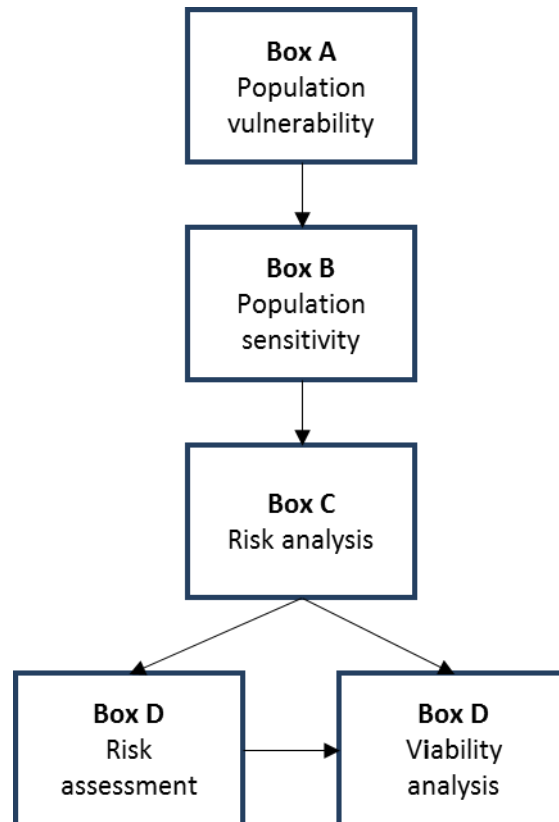 Box A
Population
vulnerability
Box B
Population
sensitivity
Box C
Risk analysis
Box D
Risk
assessment
Box D
Viability
analysis